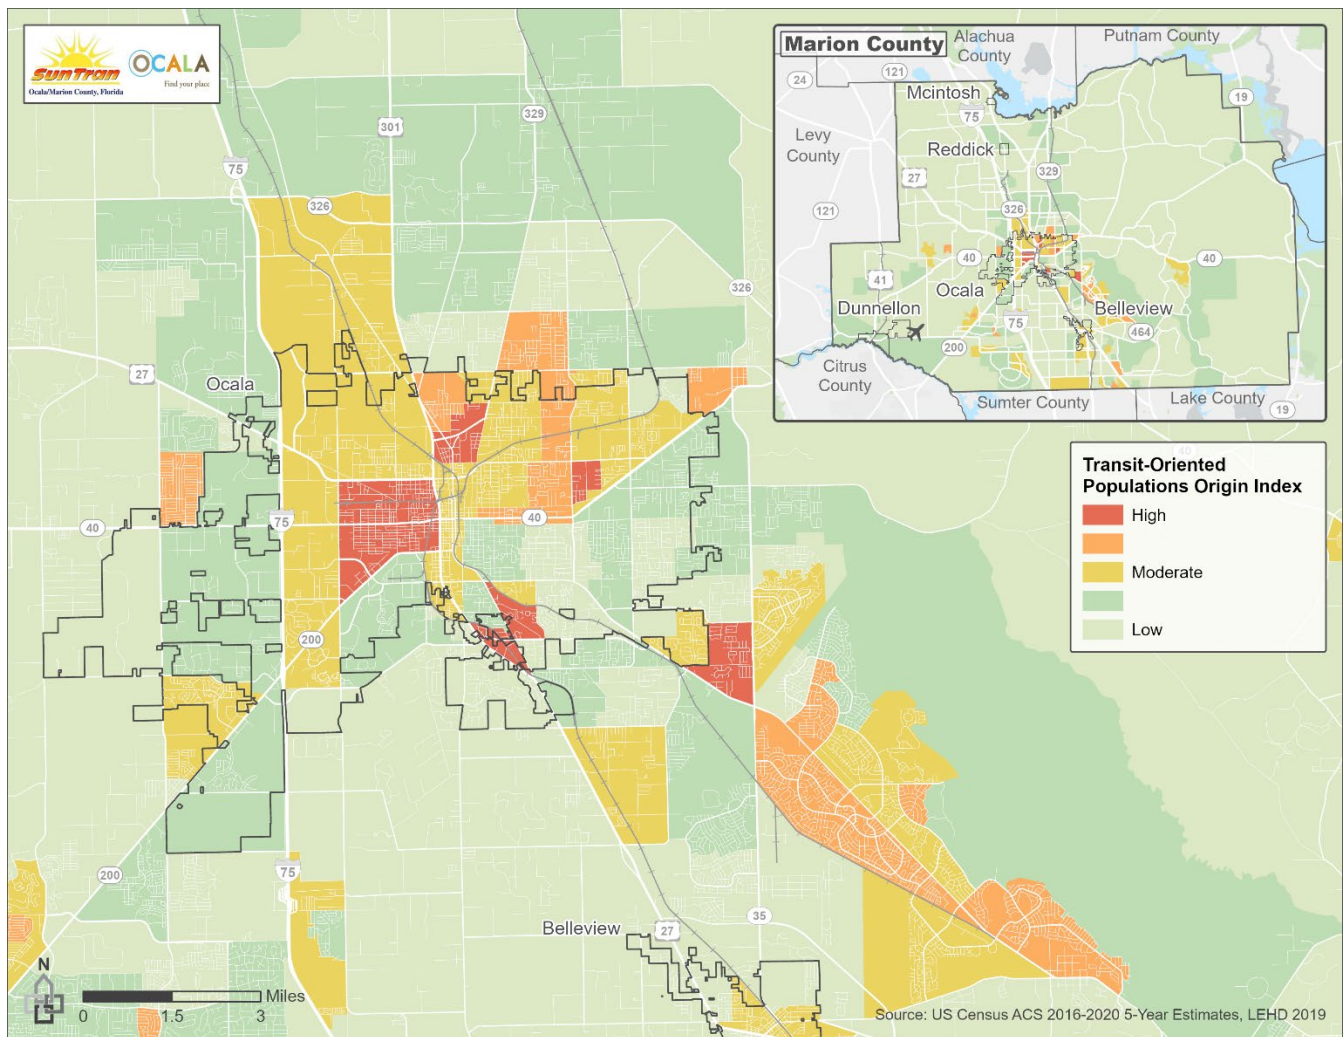 SunTran
Ocala/Marion County, Florida
OCALA
Find your place
301
329
75
326
326
27
Ocala
40
75
40
200
200
75
Belleview
27
35
N
Miles
0 1.5 3
Source: US Census ACS 2016-2020 5-Year Estimates, LEHD 2019
Marion County
Alachua
County
Putnam County
121
24
Mcintosh
75
19
Levy
County
Reddick
27
329
121
326
40
40
41
Ocala
Dunnellon
75
Belleview
464
200
Citrus
County
Sumter County
Lake County
19
40
Transit-Oriented
Populations Origin Index
High
Moderate
Low